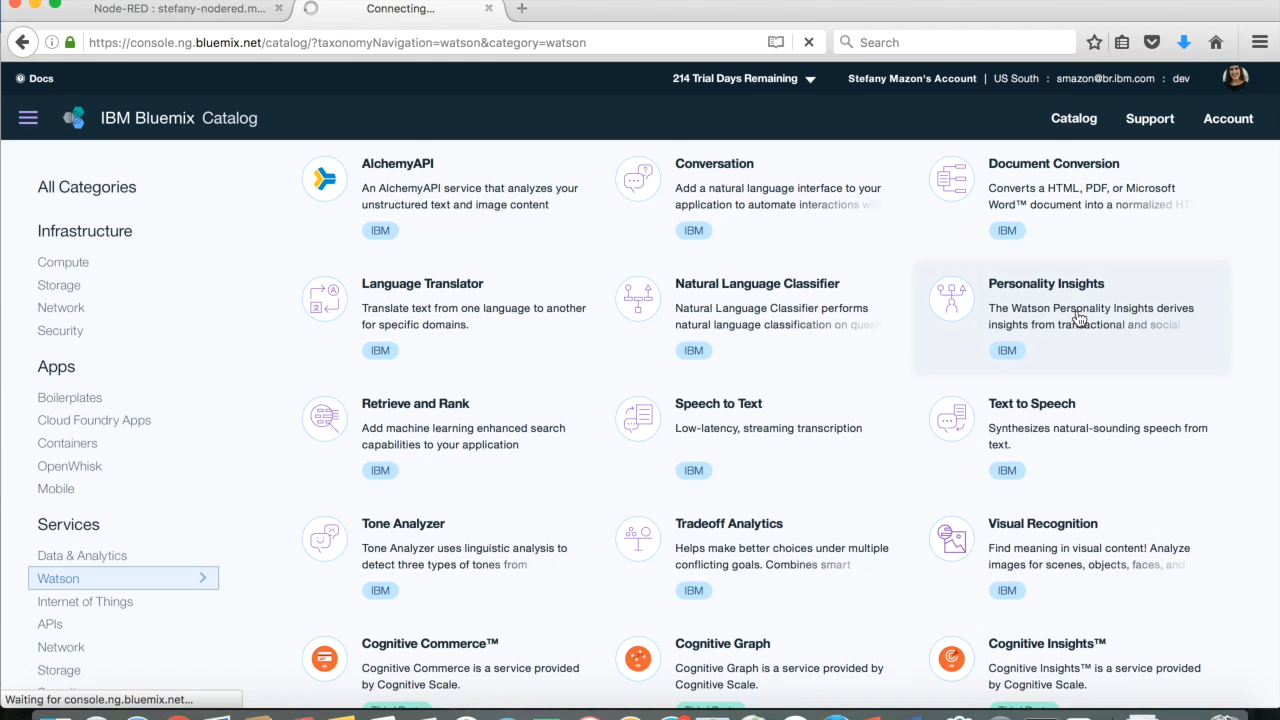 Node-RED : stefany-nodered.m...
Connecting...
https://console.ng.bluemix.net/catalog/?taxonomyNavigation=watson&category=watson
Search
Docs
214 Trial Days Remaining
Stefany Mazon's Account | US South : smazon@br.ibm.com : dev
IBM Bluemix Catalog
Catalog
Support
Account
All Categories
Infrastructure
Compute
Storage
Network
Security
Apps
Boilerplates
Cloud Foundry Apps
Containers
OpenWhisk
Mobile
Services
Data & Analytics
Watson
Internet of Things
APIs
Network
Storage
AlchemyAPI
An AlchemyAPI service that analyzes your
unstructured text and image content
IBM
Conversation
Add a natural language interface to your
application to automate interactions with
IBM
Document Conversion
Converts a HTML, PDF, or Microsoft
Word™ document into a normalized HT
IBM
Language Translator
Translate text from one language to another
for specific domains.
IBM
Natural Language Classifier
Natural Language Classifier performs
natural language classification on ques
IBM
Personality Insights
The Watson Personality Insights derives
insights from transactional and social
IBM
Retrieve and Rank
Add machine learning enhanced search
capabilities to your application
IBM
Speech to Text
Low-latency, streaming transcription
IBM
Text to Speech
Synthesizes natural-sounding speech from
text.
IBM
Tone Analyzer
Tone Analyzer uses linguistic analysis to
detect three types of tones from
IBM
Tradeoff Analytics
Helps make better choices under multiple
conflicting goals. Combines smart
IBM
Visual Recognition
Find meaning in visual content! Analyze
images for scenes, objects, faces, and
IBM
Cognitive Commerce™
Cognitive Commerce is a service provided
by Cognitive Scale.
Cognitive Graph
Cognitive Graph is a service provided by
Cognitive Scale.
Cognitive Insights™
Cognitive Insights™ is a service provided
by Cognitive Scale.
Waiting for console.ng.bluemix.net...